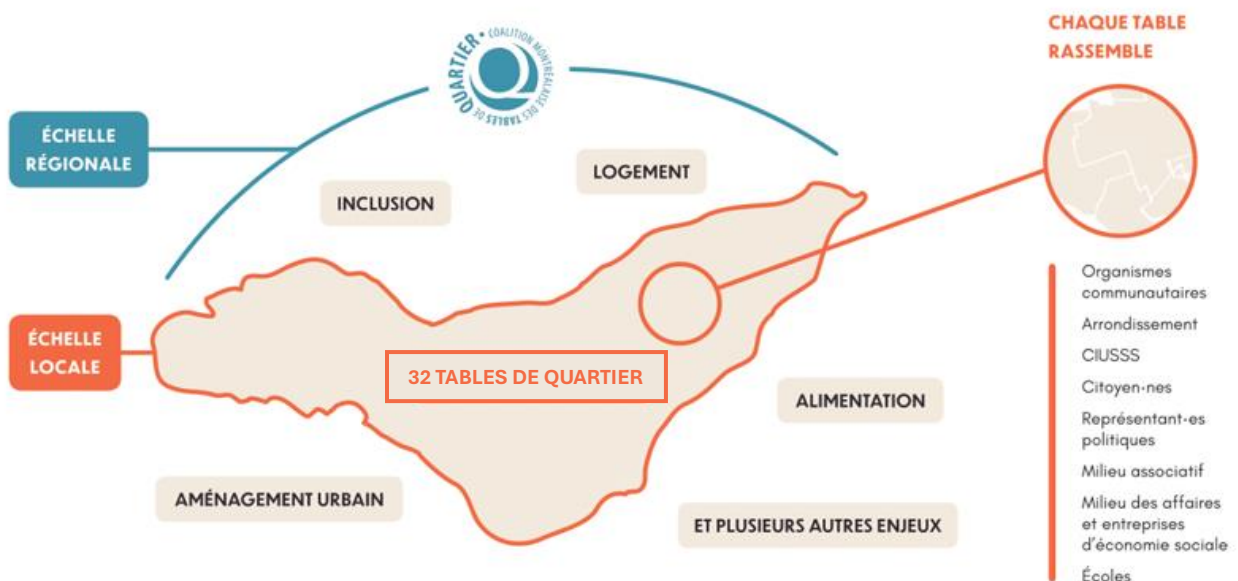 CHAQUE TABLE
RASSEMBLE
COALITION MONTRÉALAISE DES TABLES DE QUARTIER
ÉCHELLE
RÉGIONALE
LOGEMENT
INCLUSION
Organismes
communautaires
Arrondissement
CIUSSS
Citoyen·nes
Représentant·es
politiques
Milieu associatif
Milieu des affaires
et entreprises
d'économie sociale
Écoles
ÉCHELLE
LOCALE
32 TABLES DE QUARTIER
ALIMENTATION
AMÉNAGEMENT URBAIN
ET PLUSIEURS AUTRES ENJEUX